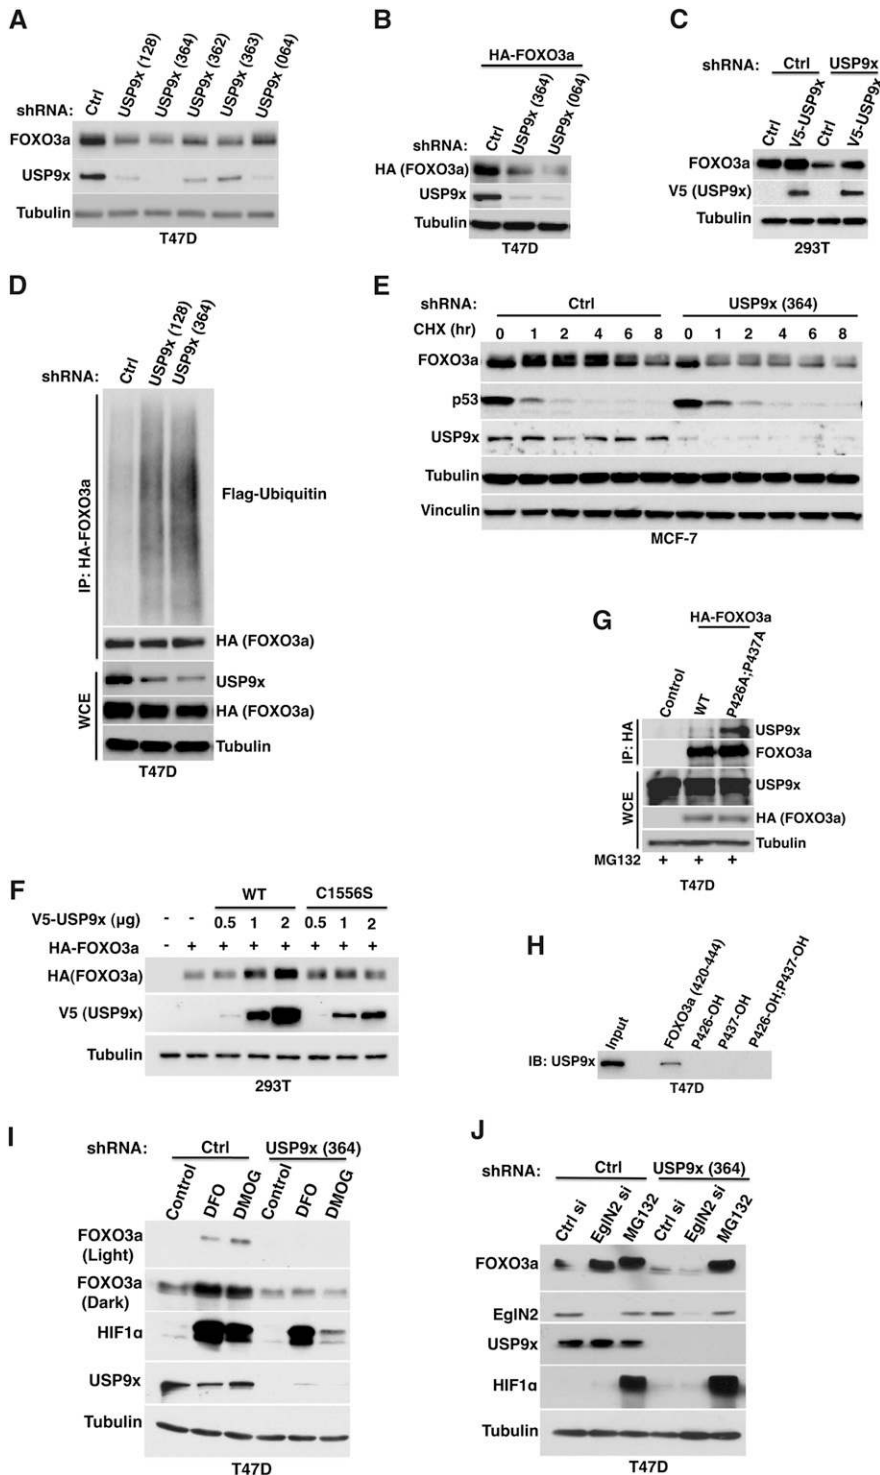 A
shRNA:
Ctrl
USP9x (128)
USP9x (364)
USP9x (362)
USP9x (363)
USP9x (064)
FOXO3a
USP9x
Tubulin
T47D
B
HA-FOXO3a
shRNA:
Ctrl
USP9x (364)
USP9x (064)
HA (FOXO3a)
USP9x
Tubulin
T47D
C
shRNA: Ctrl USP9x
Ctrl
V5-USP9x
Ctrl
V5-USP9x
FOXO3a
V5 (USP9x)
Tubulin
293T
D
shRNA:
Ctrl
USP9x (128)
USP9x (364)
IP: HA-FOXO3a
Flag-Ubiquitin
HA (FOXO3a)
WCE
USP9x
HA (FOXO3a)
Tubulin
T47D
E
shRNA: Ctrl USP9x (364)
CHX (hr) 0 1 2 4 6 8 0 1 2 4 6 8
FOXO3a
p53
USP9x
Tubulin
Vinculin
MCF-7
G
HA-FOXO3a
Control
WT
P426A;P437A
IP: HA
USP9x
FOXO3a
WCE
USP9x
HA (FOXO3a)
Tubulin
MG132 + + +
T47D
F
WT C1556S
V5-USP9x (µg) - - 0.5 1 2 0.5 1 2
HA-FOXO3a - + + + + + + +
HA(FOXO3a)
V5 (USP9x)
Tubulin
293T
H
Input
FOXO3a (420-444)
P426-OH
P437-OH
P426-OH;P437-OH
IB: USP9x
T47D
I
shRNA: Ctrl USP9x (364)
Control
DFO
DMOG
Control
DFO
DMOG
FOXO3a
(Light)
FOXO3a
(Dark)
HIF1α
USP9x
Tubulin
T47D
J
shRNA: Ctrl USP9x (364)
Ctrl si
EglN2 si
MG132
Ctrl si
EglN2 si
MG132
FOXO3a
EglN2
USP9x
HIF1α
Tubulin
T47D